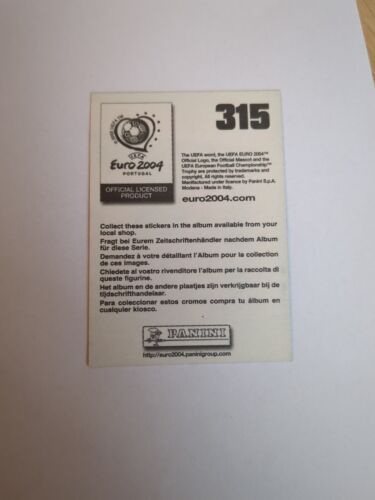 315
UEFA
EURO 2004
PORTUGAL
OFFICIAL LICENSED
PRODUCT
The UEFA word, the UEFA EURO 2004™
Official Logo, the Official Mascot and the
UEFA European Football Championship™
Trophy are protected by trademarks and
copyright. All rights reserved.
Manifactured under licence by Panini S.p.A.
Modena - Made in Italy.
euro2004.com
Collect these stickers in the album available from your
local shop.
Fragt bei Eurem Zeitschriftenhändler nachdem Album
für diese Serie.
Demandez à votre détaillant l'Album pour la collection
de ces images.
Chiedete al vostro rivenditore l'album per la raccolta di
queste figurine.
Het album en de andere plaatjes zijn verkrijgbaar bij de
tijdschrifthandelaar.
Para coleccionar estos cromos compra tu álbum en
cualquier kiosco.
PANINI
http://euro2004.paninigroup.com